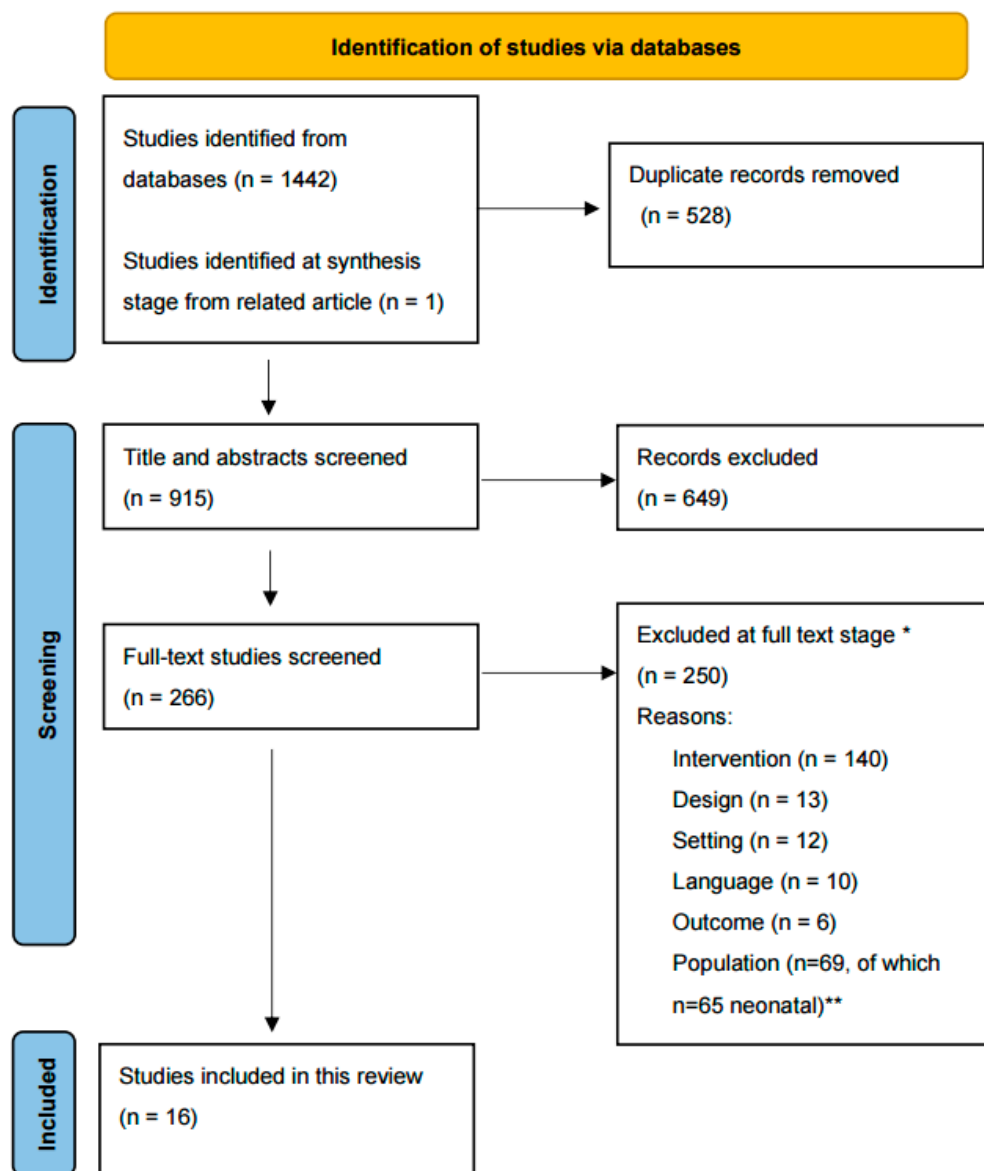 Identification of studies via databases
Identification
Studies identified from
databases (n = 1442)
Studies identified at synthesis
stage from related article (n = 1)
Duplicate records removed
(n = 528)
Screening
Title and abstracts screened
(n = 915)
Records excluded
(n = 649)
Full-text studies screened
(n = 266)
Excluded at full text stage *
(n = 250)
Reasons:
Intervention (n = 140)
Design (n = 13)
Setting (n = 12)
Language (n = 10)
Outcome (n = 6)
Population (n=69, of which
n=65 neonatal)**
Included
Studies included in this review
(n = 16)